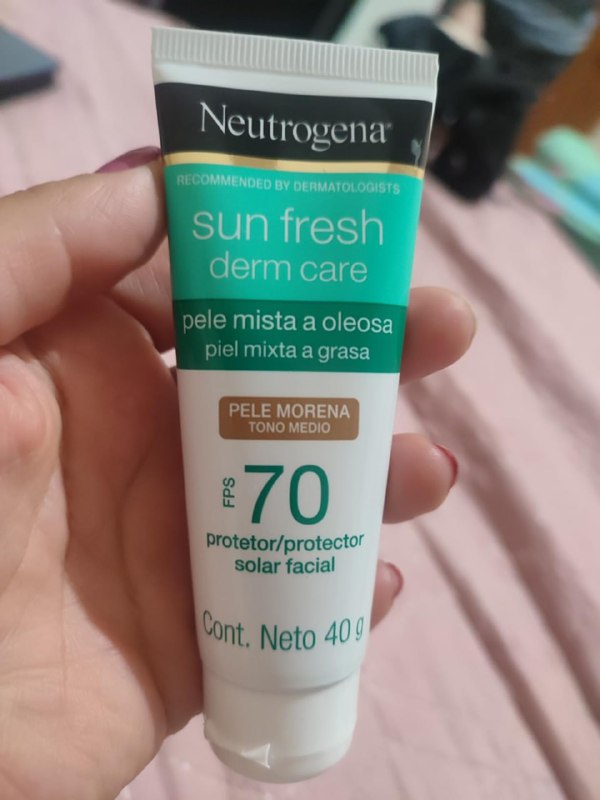 Neutrogena
RECOMMENDED BY DERMATOLOGISTS
sun fresh
derm care
pele mista a oleosa
piel mixta a grasa
PELE MORENA
TONO MEDIO
FPS 70
protetor/protector
solar facial
Cont. Neto 40 g